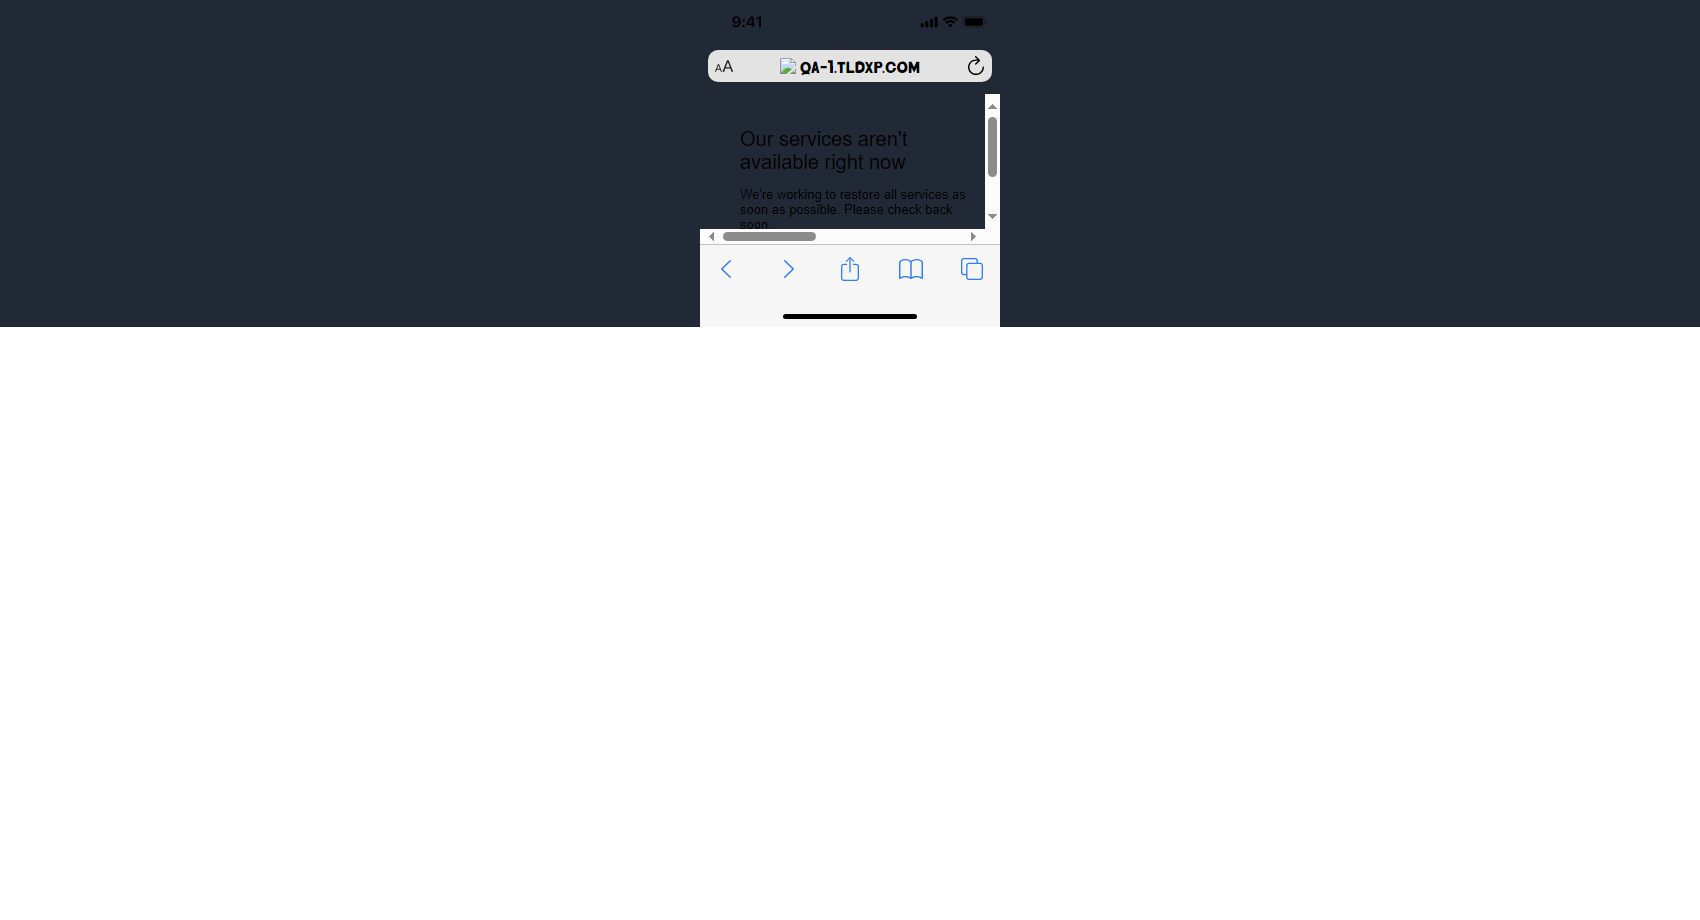 9:41
AA QA-1.TLDXP.COM
Our services aren't
available right now
We're working to restore all services as
soon as possible. Please check back
soon.